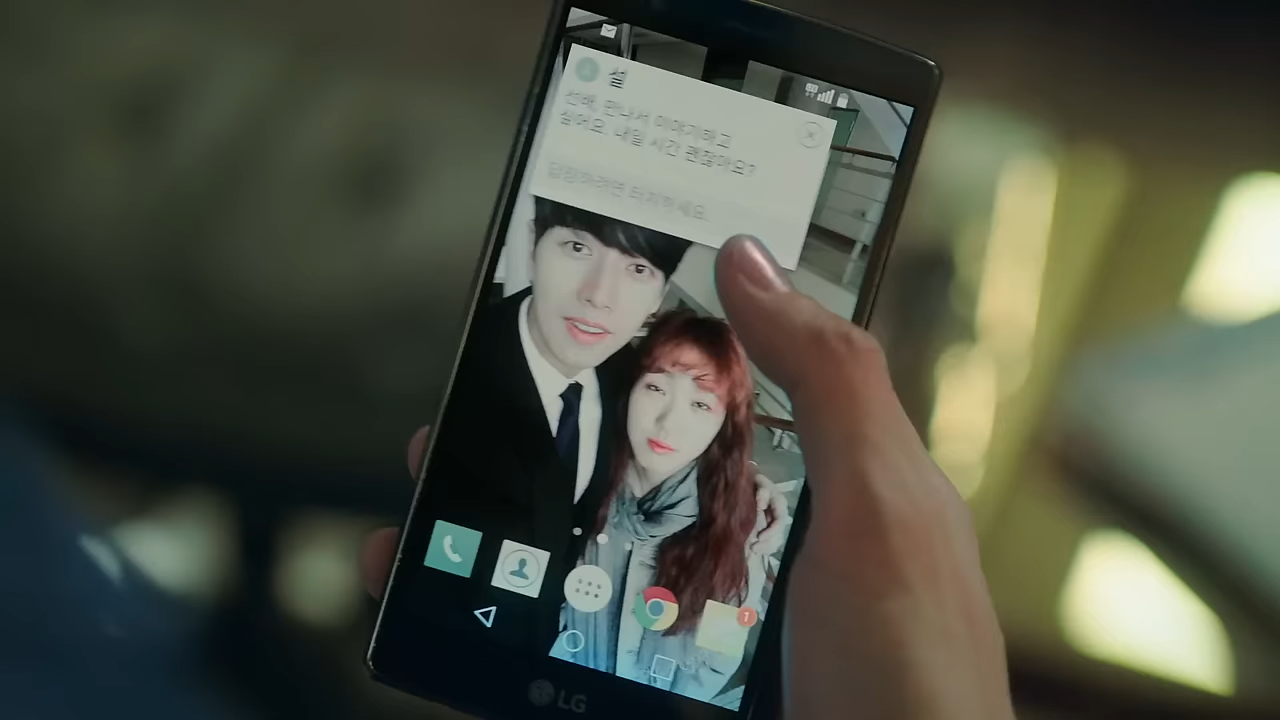 설
선배, 만나서 이야기하고
싶어요. 내일 시간 괜찮아요?
답장하려면 터치하세요.
1
LG